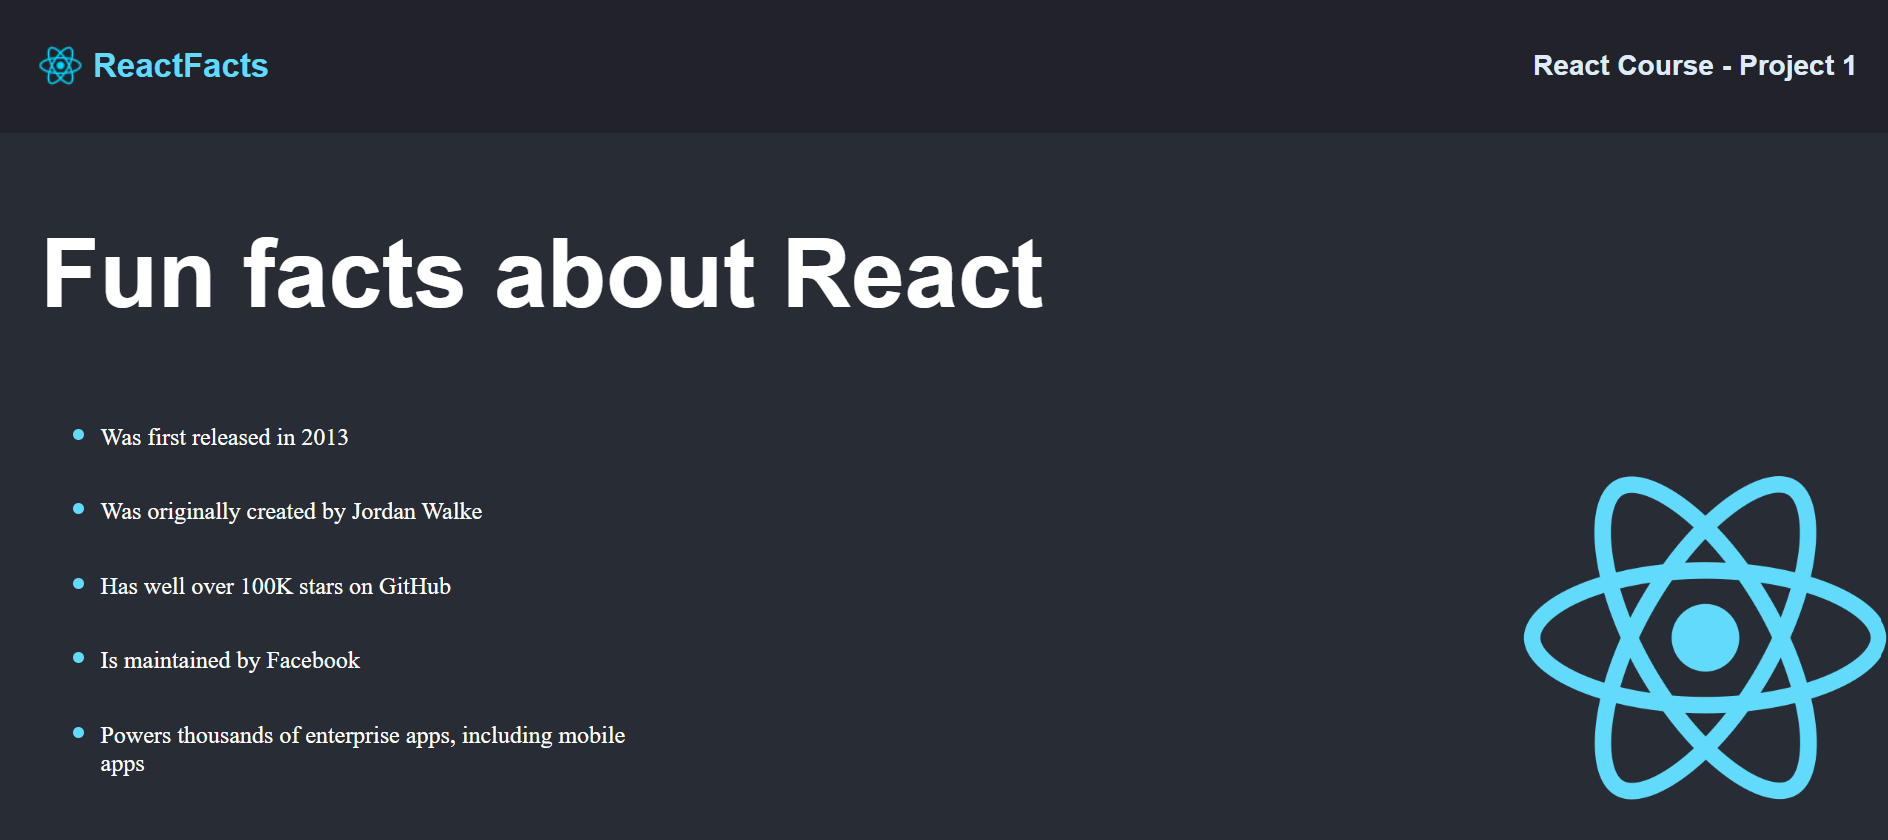 ReactFacts
React Course - Project 1
Fun facts about React
Was first released in 2013
Was originally created by Jordan Walke
Has well over 100K stars on GitHub
Is maintained by Facebook
Powers thousands of enterprise apps, including mobile
apps